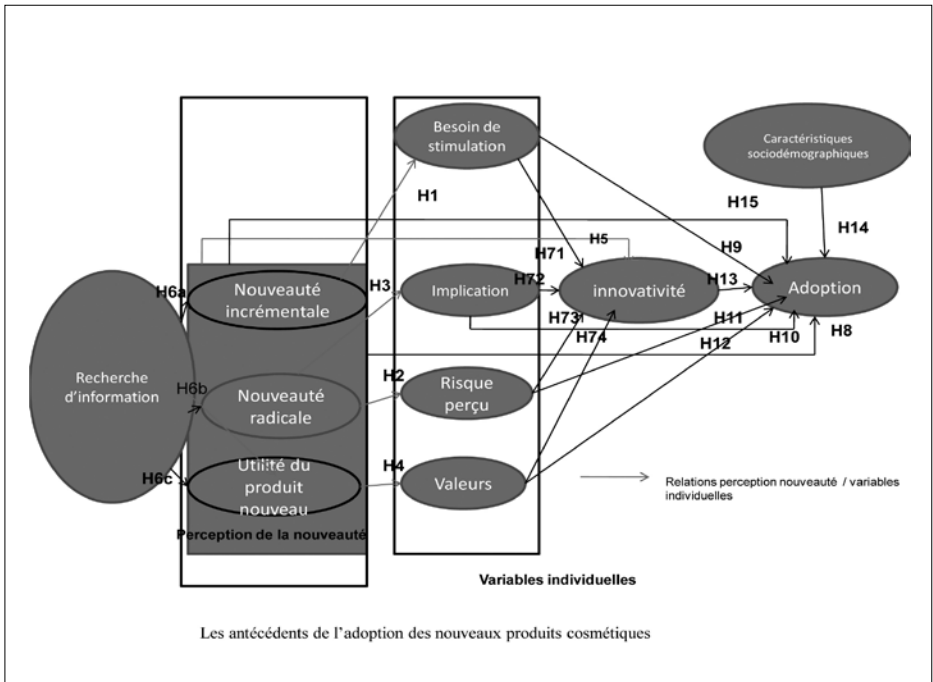 Besoin de
stimulation
Caractéristiques
sociodémographiques
H1
H15
H14
H5
H9
H71
H6a
Nouveauté
incrémentale
H3
Implication
H72
innovativité
H13
Adoption
H73
H74
H11
H12
H10
H8
Recherche
d'information
H6b
Nouveauté
radicale
H2
Risque
perçu
H6c
Utilité du
produit
nouveau
H4
Valeurs
Perception de la nouveauté
Relations perception nouveauté / variables
individuelles
Variables individuelles
Les antécédents de l'adoption des nouveaux produits cosmétiques